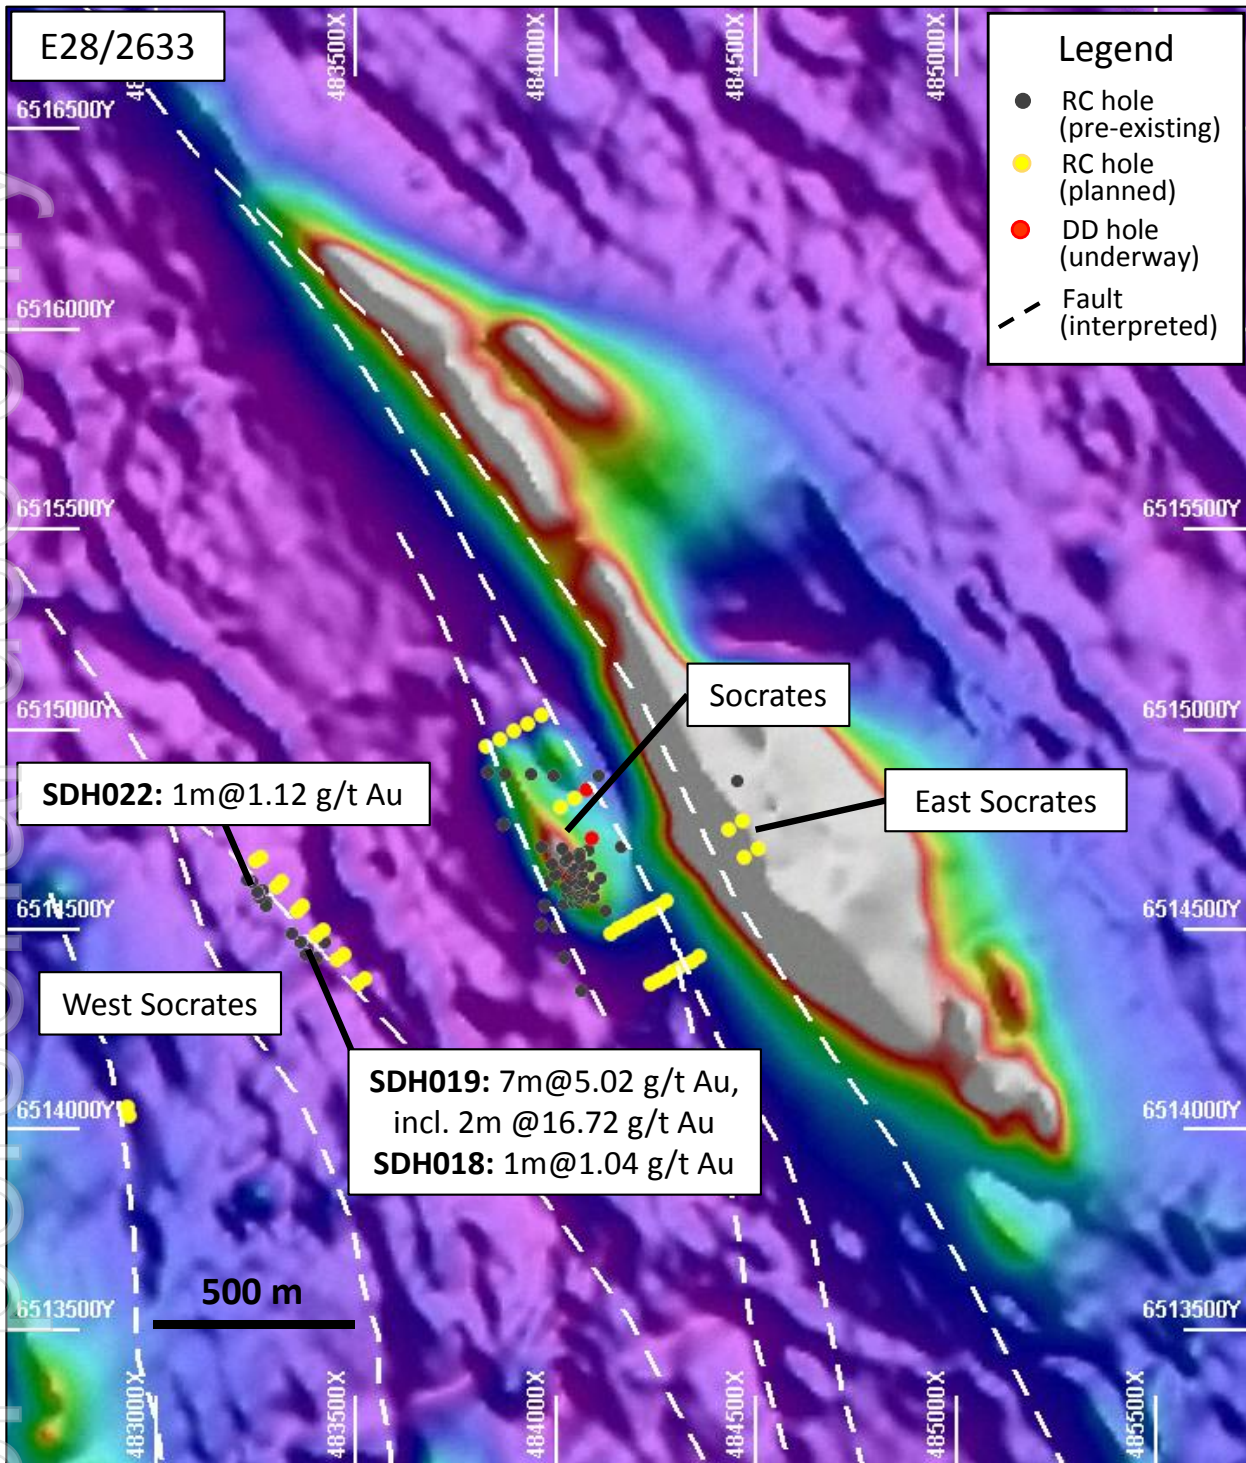 E28/2633
483500X
484000X
484500X
485000X
Legend
RC hole
(pre-existing)
RC hole
(planned)
DD hole
(underway)
Fault
(interpreted)
6516500Y
6516000Y
6515500Y
6515500Y
6515000Y
6515000Y
Socrates
SDH022: 1m@1.12 g/t Au
East Socrates
6514500Y
6514500Y
West Socrates
SDH019: 7m@5.02 g/t Au,
incl. 2m @16.72 g/t Au
SDH018: 1m@1.04 g/t Au
6514000Y
6514000Y
500 m
6513500Y
6513500Y
483000X
483500X
484000X
484500X
485000X
485500X